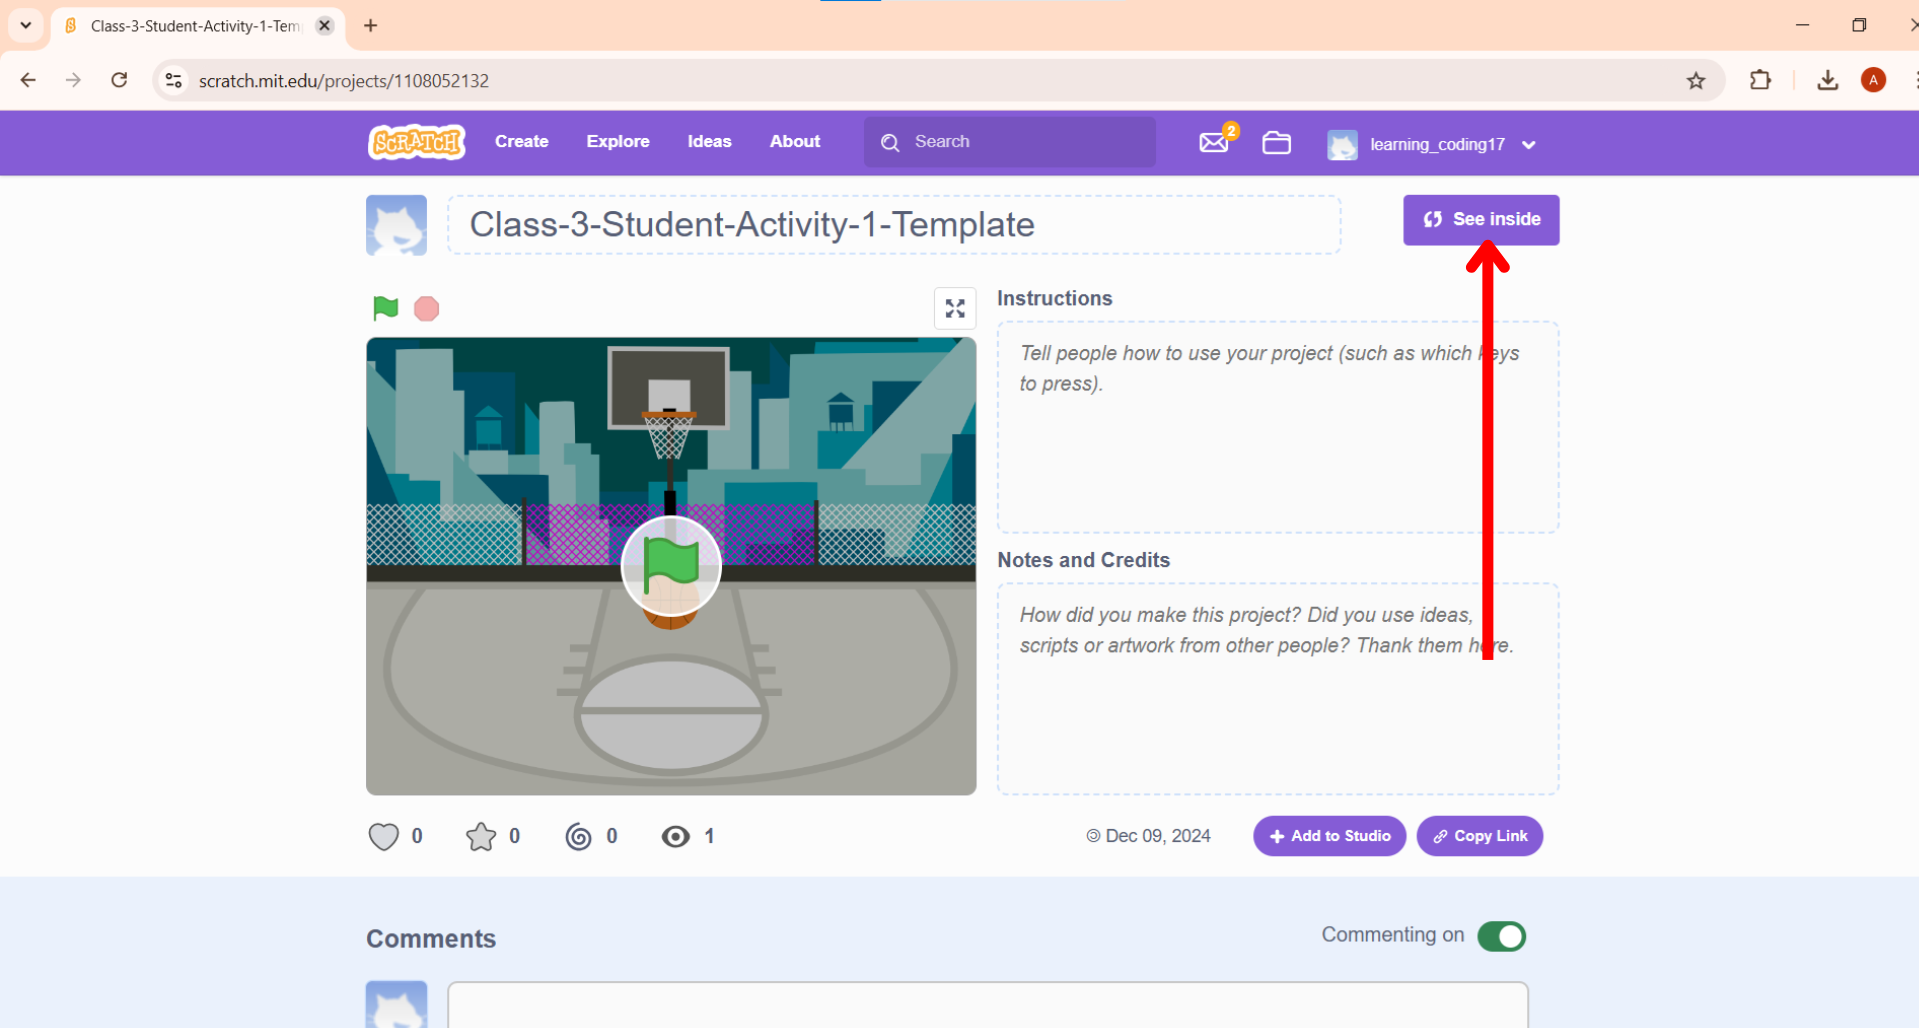 Class-3-Student-Activity-1-Tem
scratch.mit.edu/projects/1108052132
A
SCRATCH
Create
Explore
Ideas
About
Search
2
learning_coding17
Class-3-Student-Activity-1-Template
See inside
Instructions
Tell people how to use your project (such as which keys
to press).
Notes and Credits
How did you make this project? Did you use ideas,
scripts or artwork from other people? Thank them here.
0
0
0
1
© Dec 09, 2024
Add to Studio
Copy Link
Comments
Commenting on